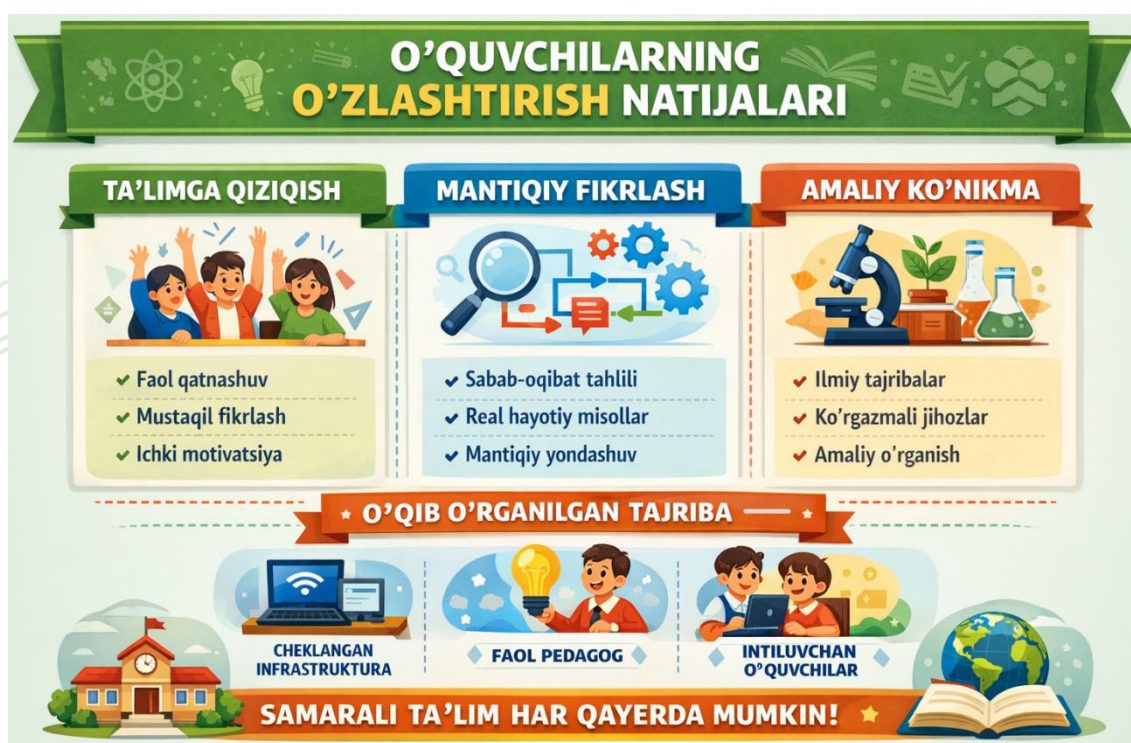 O'QUVCHILARNING
O'ZLASHTIRISH NATIJALARI
TA'LIMGA QIZIQISH
Faol qatnashuv
Mustaqil fikrlash
Ichki motivatsiya
MANTIQIY FIKRLASH
Sabab-oqibat tahlili
Real hayotiy misollar
Mantiqiy yondashuv
AMALIY KO'NIKMA
Ilmiy tajribalar
Ko'rgazmali jihozlar
Amaliy o'rganish
O'QIB O'RGANILGAN TAJRIBA
CHEKLANGAN
INFRASTRUKTURA
FAOL PEDAGOG
INTILUVCHAN
O'QUVCHILAR
SAMARALI TA'LIM HAR QAYERDA MUMKIN!